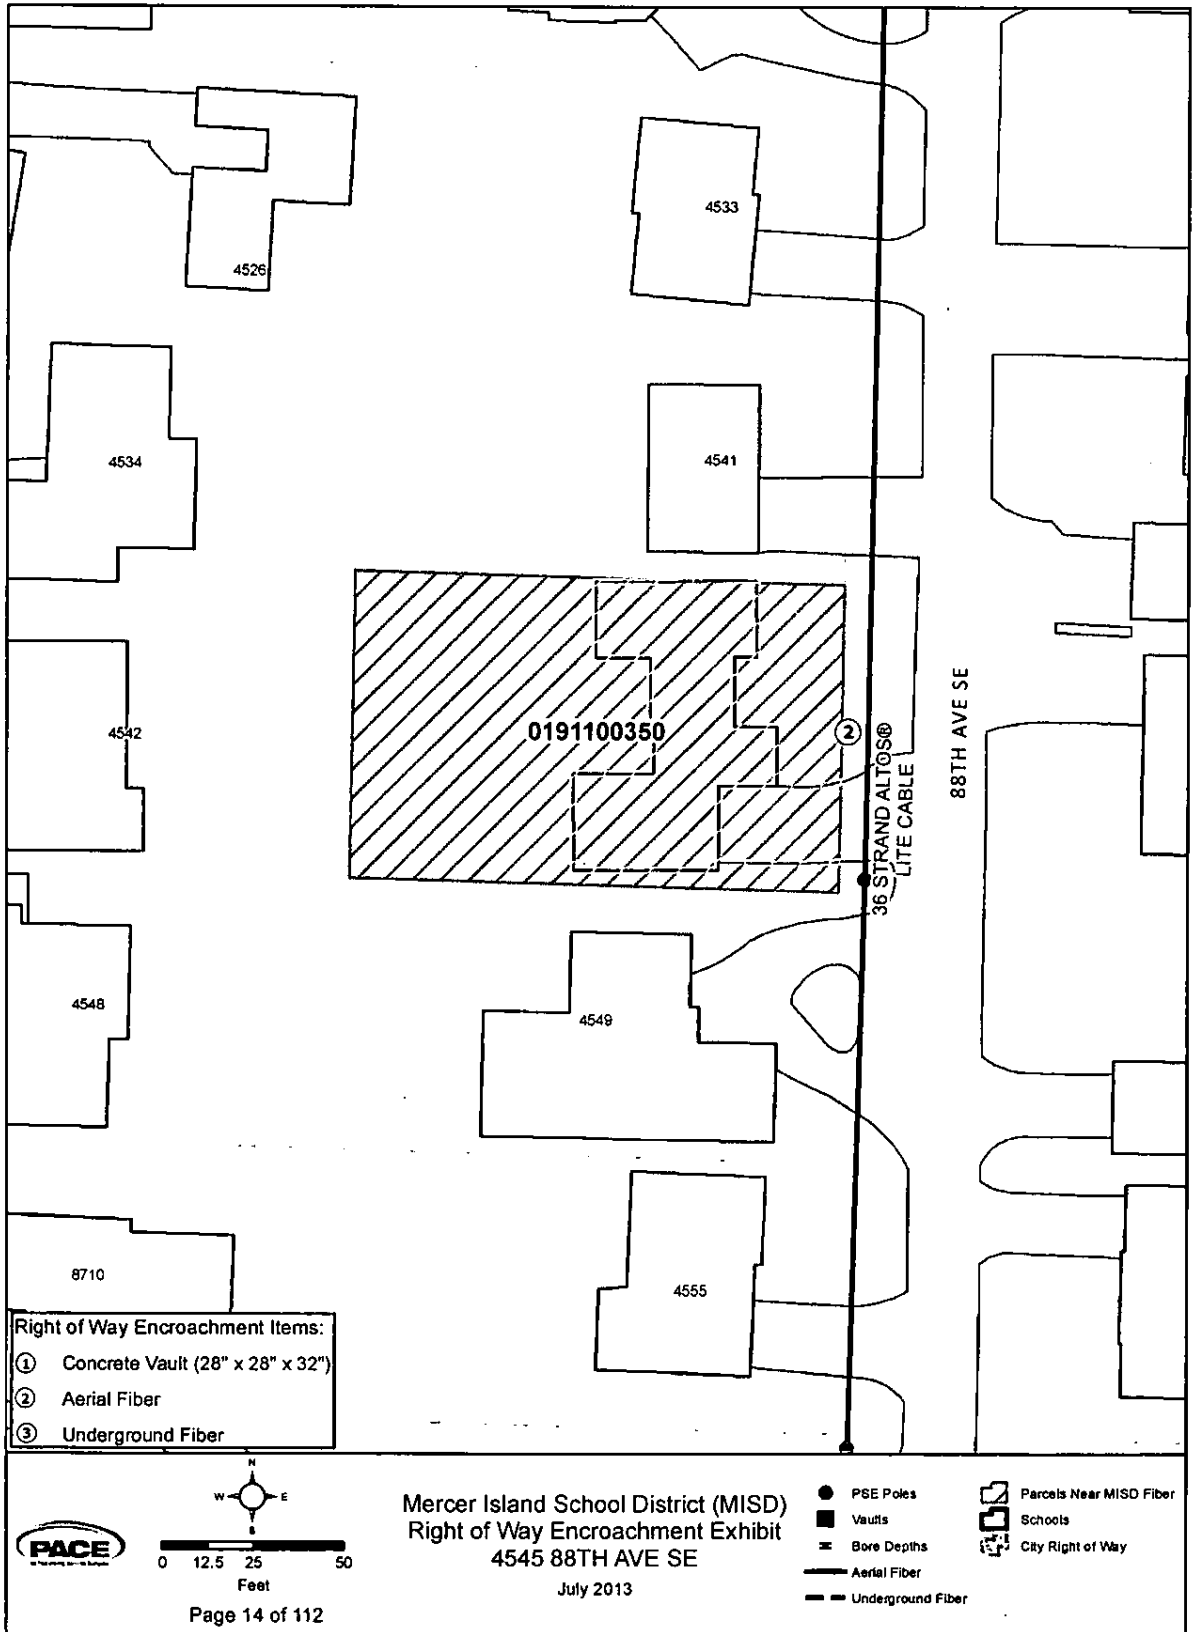 4533
4526
4534
4541
0191100350
4542
2
36 STRAND ALTOS®
LITE CABLE
88TH AVE SE
4548
4549
8710
4555
Right of Way Encroachment Items:
1 Concrete Vault (28" x 28" x 32")
2 Aerial Fiber
3 Underground Fiber
N
W E
S
PACE
0 12.5 25 50
Feet
Page 14 of 112
Mercer Island School District (MISD)
Right of Way Encroachment Exhibit
4545 88TH AVE SE
July 2013
PSE Poles
Vaults
Bore Depths
Aerial Fiber
Underground Fiber
Parcels Near MISD Fiber
Schools
City Right of Way